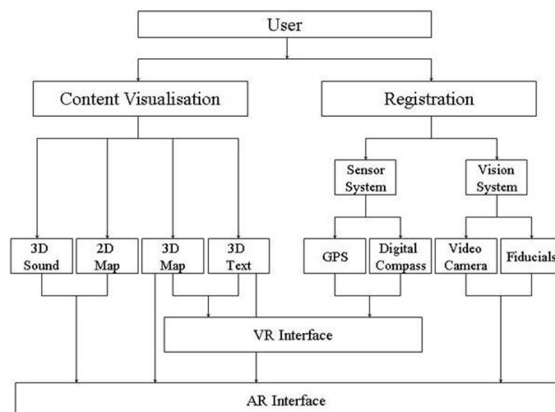 User
Content Visualisation
Registration
Sensor
System
Vision
System
3D
Sound
2D
Map
3D
Map
3D
Text
GPS
Digital
Compass
Video
Camera
Fiducials
VR Interface
AR Interface